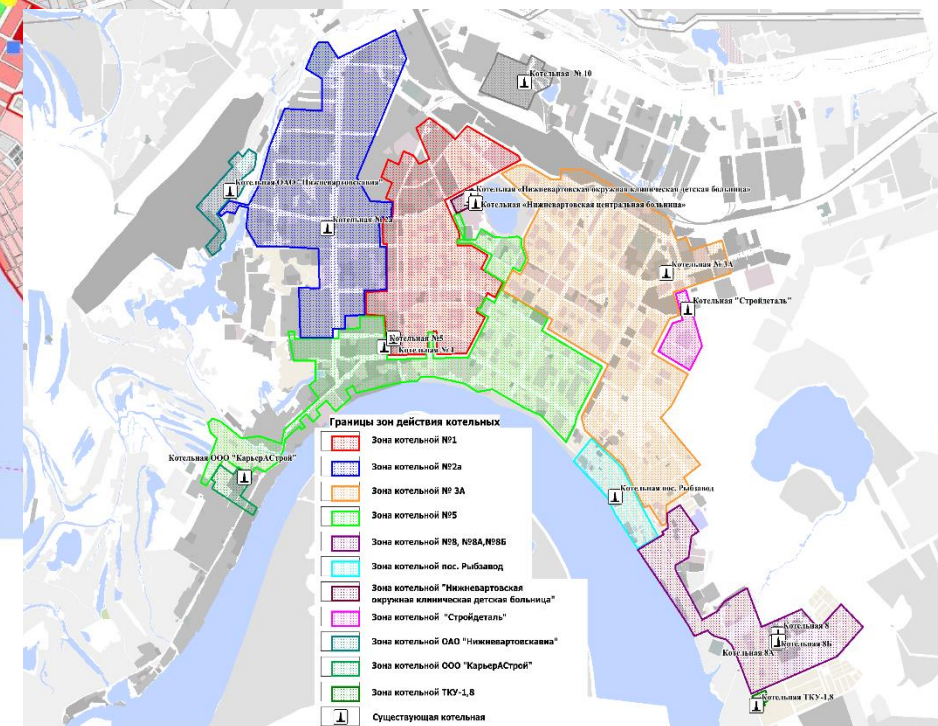 Котельная № 10
Котельная ОАО "Нижневартовскавиа"
Котельная «Нижневартовская окружная клиническая детская больница»
Котельная «Нижневартовская центральная больница»
Котельная № 2а
Котельная № 3А
Котельная "Стройдеталь"
Котельная №5
Котельная №1
Границы зон действия котельных
Зона котельной №1
Зона котельной №2а
Зона котельной № 3А
Зона котельной №5
Зона котельной №8, №8А,№8Б
Зона котельной пос. Рыбзавод
Зона котельной "Нижневартовская
окружная клиническая детская больница"
Зона котельной "Стройдеталь"
Зона котельной ОАО "Нижневартовскавиа"
Зона котельной ООО "КарьерАСтрой"
Зона котельной ТКУ-1,8
Существующая котельная
Котельная ООО "КарьерАСтрой"
Котельная пос. Рыбзавод
Котельная 8
Котельная 8Б
Котельная 8А
Котельная ТКУ-1,8